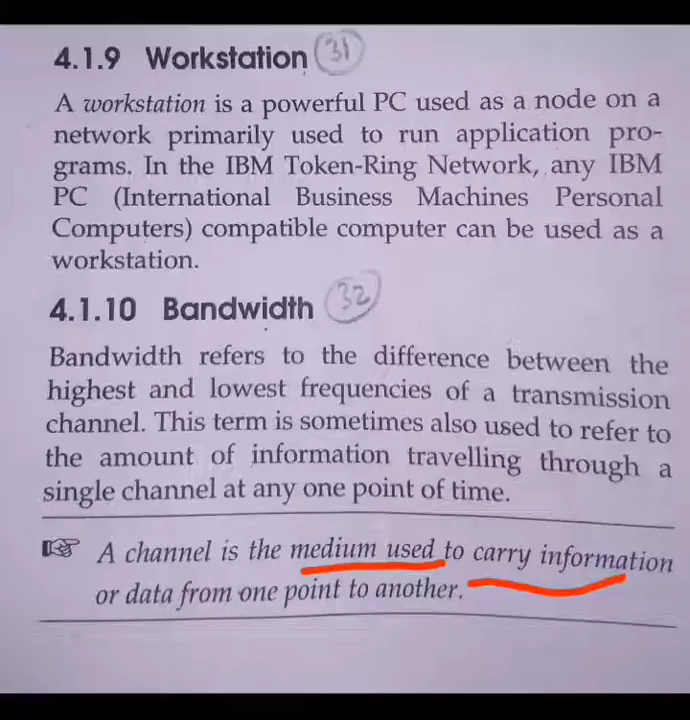 4.1.9 Workstation 31
A workstation is a powerful PC used as a node on a
network primarily used to run application pro-
grams. In the IBM Token-Ring Network, any IBM
PC (International Business Machines Personal
Computers) compatible computer can be used as a
workstation.
4.1.10 Bandwidth 32
Bandwidth refers to the difference between the
highest and lowest frequencies of a transmission
channel. This term is sometimes also used to refer to
the amount of information travelling through a
single channel at any one point of time.
A channel is the medium used to carry information
or data from one point to another.